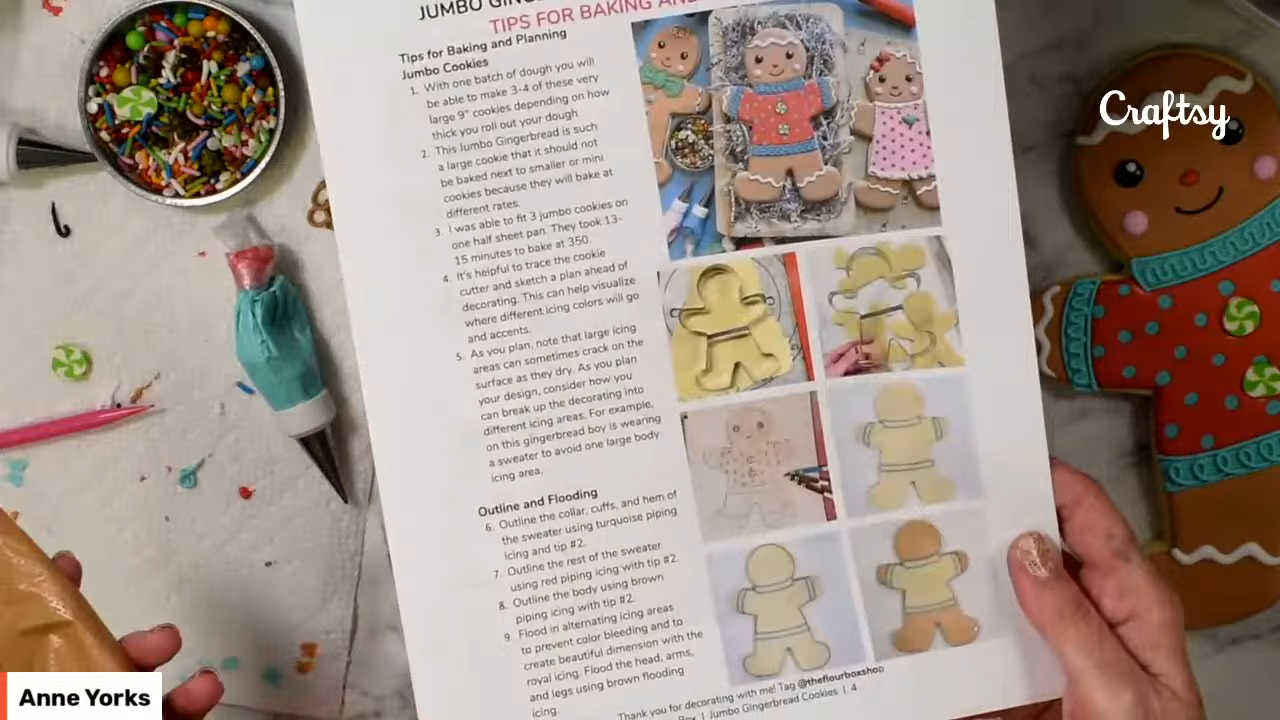 JUMBO
TIPS FOR BAKING AND
Tips for Baking and Planning
Jumbo Cookies
1. With one batch of dough you will
be able to make 3-4 of these very
large 9" cookies depending on how
thick you roll out your dough
2. This Jumbo Gingerbread is such
a large cookie that it should not
be baked next to smaller or mini
cookies because they will bake at
different rates.
3. I was able to fit 3 jumbo cookies on
one half sheet pan. They took 13-
15 minutes to bake at 350.
4. It's helpful to trace the cookie
cutter and sketch a plan ahead of
decorating. This can help visualize
where different icing colors will go
and accents.
5. As you plan, note that large icing
areas can sometimes crack on the
surface as they dry. As you plan
your design, consider how you
can break up the decorating into
different icing areas. For example,
on this gingerbread boy is wearing
a sweater to avoid one large body
icing area.
Outline and Flooding
6. Outline the collar, cuffs, and hem of
the sweater using turquoise piping
icing and tip #2.
7. Outline the rest of the sweater
using red piping icing with tip #2.
8. Outline the body using brown
piping icing with tip #2.
9. Flood in alternating icing areas
to prevent color bleeding and to
create beautiful dimension with the
royal icing. Flood the head, arms,
and legs using brown flooding
icing.
Thank you for decorating with me! Tag @theflourboxshop
Box | Jumbo Gingerbread Cookies | 4
Craftsy
Anne Yorks